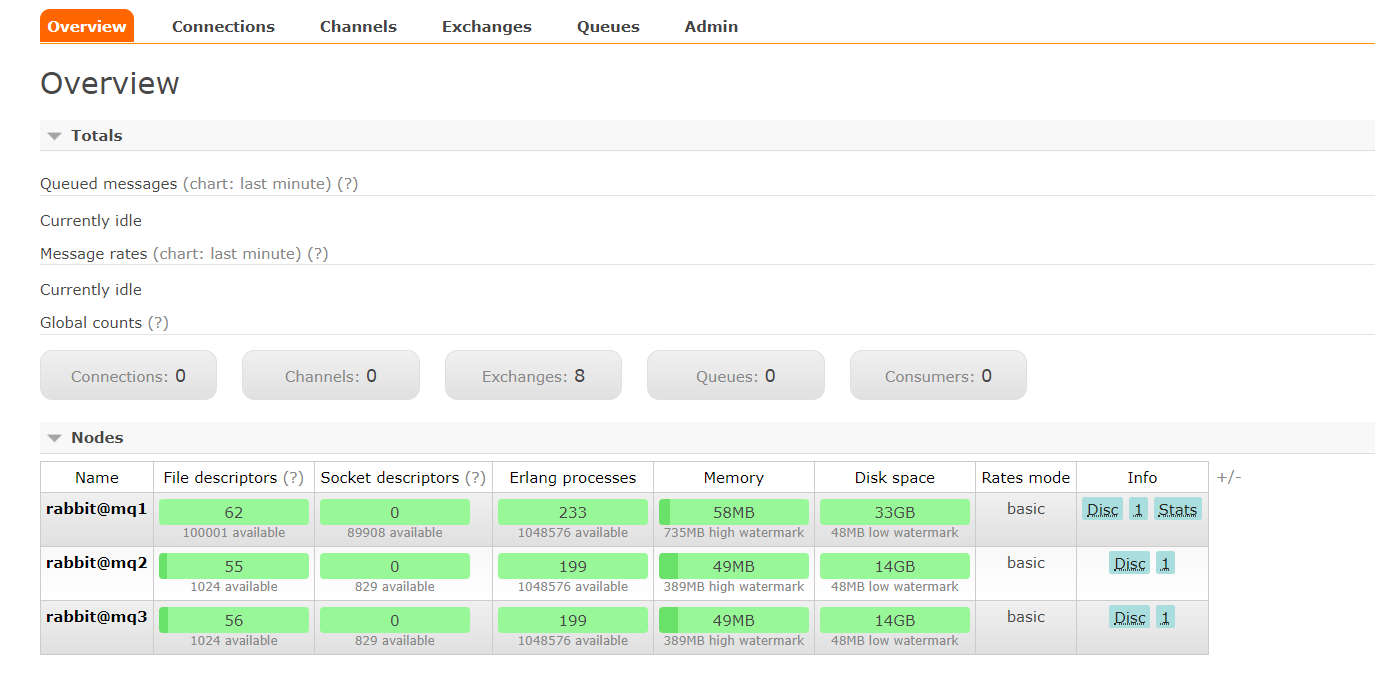 Overview Connections Channels Exchanges Queues Admin
Overview
Totals
Queued messages (chart: last minute) (?)
Currently idle
Message rates (chart: last minute) (?)
Currently idle
Global counts (?)
Connections: 0 Channels: 0 Exchanges: 8 Queues: 0 Consumers: 0
Nodes
Name File descriptors (?) Socket descriptors (?) Erlang processes Memory Disk space Rates mode Info +/-
rabbit@mq1 62 0 233 58MB 33GB basic Disc 1 Stats
100001 available 89908 available 1048576 available 735MB high watermark 48MB low watermark
rabbit@mq2 55 0 199 49MB 14GB basic Disc 1
1024 available 829 available 1048576 available 389MB high watermark 48MB low watermark
rabbit@mq3 56 0 199 49MB 14GB basic Disc 1
1024 available 829 available 1048576 available 389MB high watermark 48MB low watermark